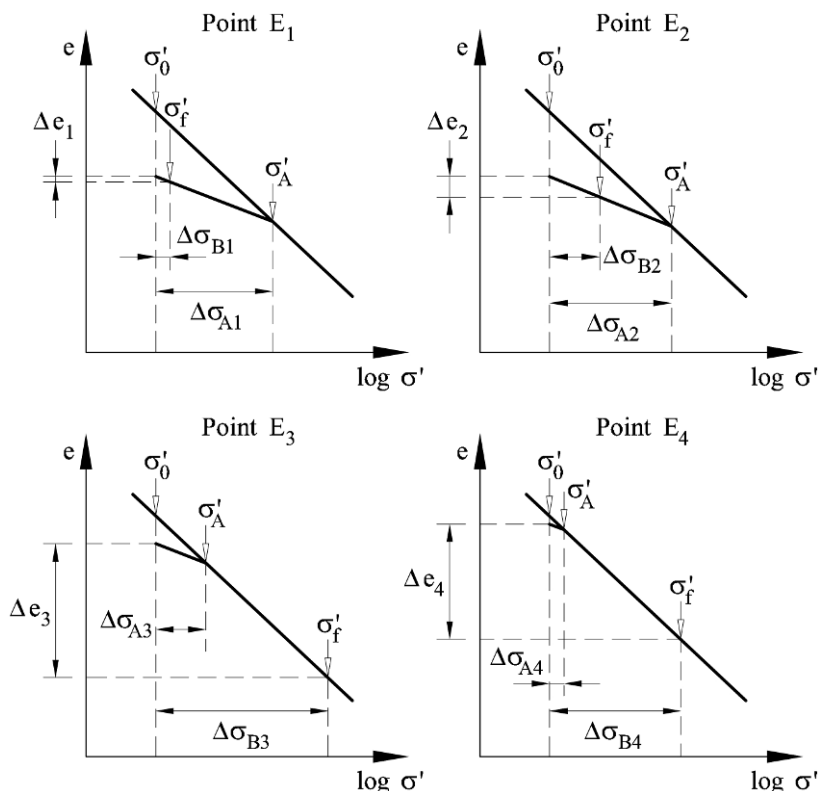 Point E₁
e
σ'₀
σ'f
Δe₁
σ'A
ΔσB1
ΔσA1
log σ'
Point E₂
e
σ'₀
σ'f
Δe₂
σ'A
ΔσB2
ΔσA2
log σ'
Point E₃
e
σ'₀
σ'A
Δe₃
ΔσA3
σ'f
ΔσB3
log σ'
Point E₄
e
σ'₀
σ'A
Δe₄
σ'f
ΔσA4
ΔσB4
log σ'